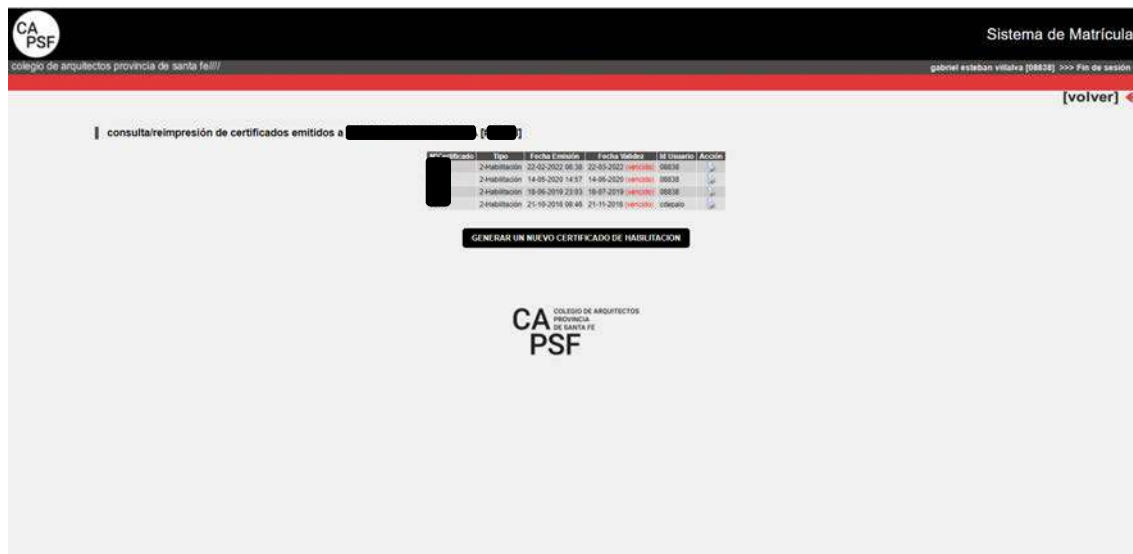 CA
PSF
Sistema de Matrícula
colegio de arquitectos provincia de santa fe////
gabriel esteban villalva [08838] >>> Fin de sesión
[volver]
consulta/reimpresión de certificados emitidos a [ ]
NºCertificado Tipo Fecha Emisión Fecha Validez Id Usuario Acción
2-Habilitación 22-02-2022 08:38 22-03-2022 (vencido) 08838
2-Habilitación 14-05-2020 14:57 14-06-2020 (vencido) 08838
2-Habilitación 18-06-2019 23:03 18-07-2019 (vencido) 08838
2-Habilitación 21-10-2016 08:46 21-11-2016 (vencido) cdepalo
GENERAR UN NUEVO CERTIFICADO DE HABILITACION
CA COLEGIO DE ARQUITECTOS
PROVINCIA
DE SANTA FE
PSF